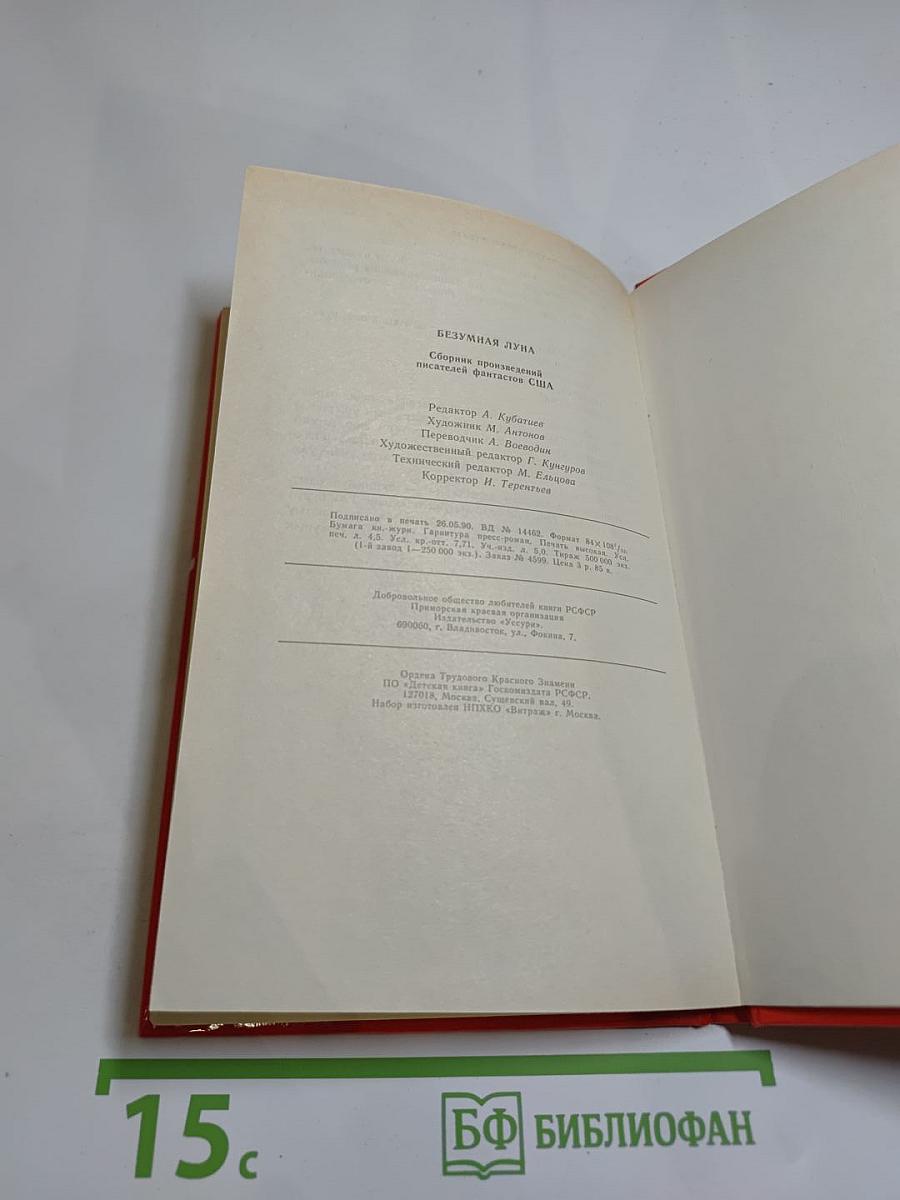 БЕЗУМНАЯ ЛУНА
Сборник произведений
писателей фантастов США
Редактор А. Кубатиев
Художник М. Антонов
Переводчик А. Воеводин
Художественный редактор Г. Кунгуров
Технический редактор М. Ельцова
Корректор И. Терентьев
Подписано в печать 26.05.90. ВД № 14462. Формат 84×108¹/₃₂.
Бумага кн.-журн. Гарнитура пресс-роман. Печать высокая. Усл.
печ. л. 4,5. Усл. кр.-отт. 7,71. Уч.-изд. л. 5,0. Тираж 500 000 экз.
(1-й завод 1—250 000 экз.). Заказ № 4599. Цена 3 р. 85 к.
Добровольное общество любителей книги РСФСР
Приморская краевая организация
Издательство «Уссури».
690060, г. Владивосток, ул., Фокина, 7.
Ордена Трудового Красного Знамени
ПО «Детская книга» Госкомиздата РСФСР.
127018, Москва, Сущевский вал, 49.
Набор изготовлен НПХКО «Витраж» г. Москва.
15 с
БФ БИБЛИОФАН